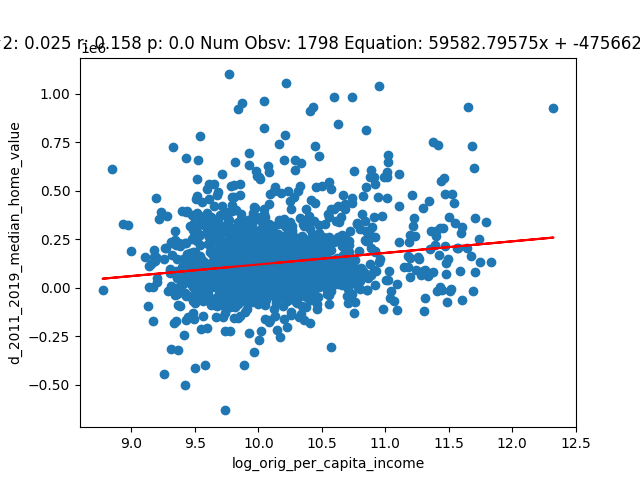 2: 0.025 r: 0.158 p: 0.0 Num Obsv: 1798 Equation: 59582.79575x + -475662
1e6
d_2011_2019_median_home_value
1.00
0.75
0.50
0.25
0.00
−0.25
−0.50
9.0 9.5 10.0 10.5 11.0 11.5 12.0 12.5
log_orig_per_capita_income